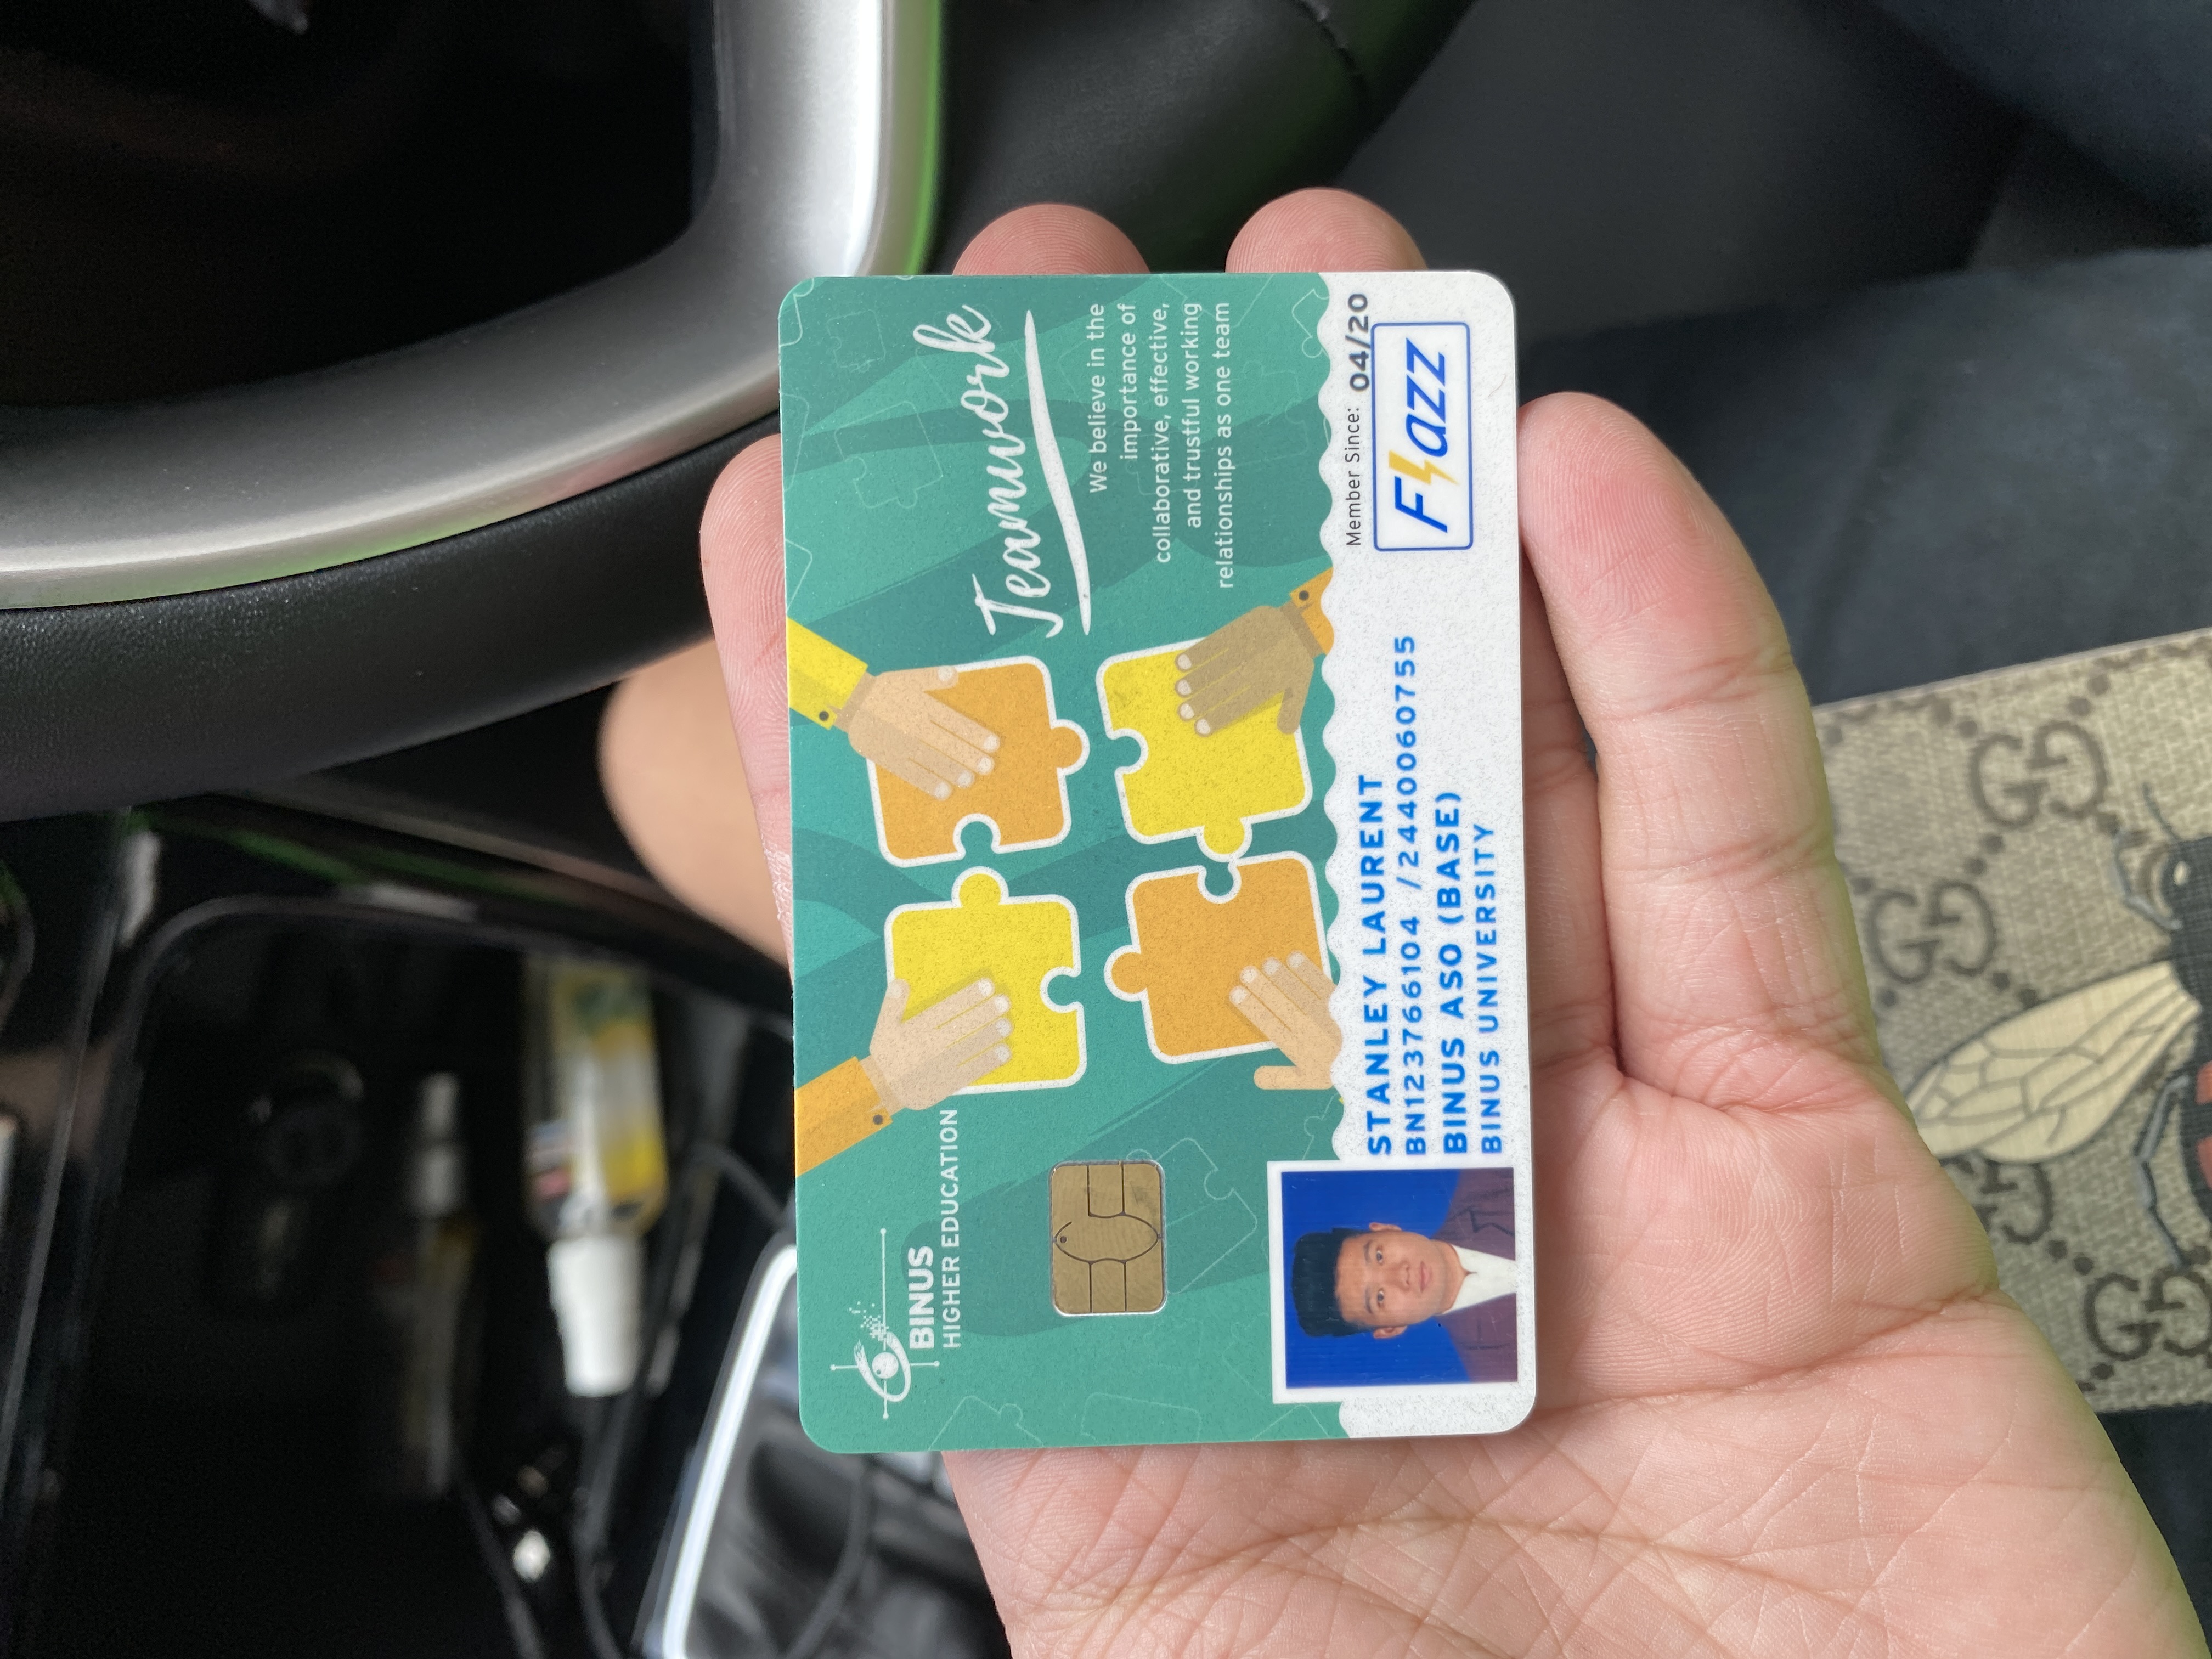 BINUS
HIGHER EDUCATION
Teamwork
We believe in the
importance of
collaborative, effective,
and trustful working
relationships as one team
Member Since: 04/20
STANLEY LAURENT
BN123766104 /2440060755
BINUS ASO (BASE)
BINUS UNIVERSITY
Flazz